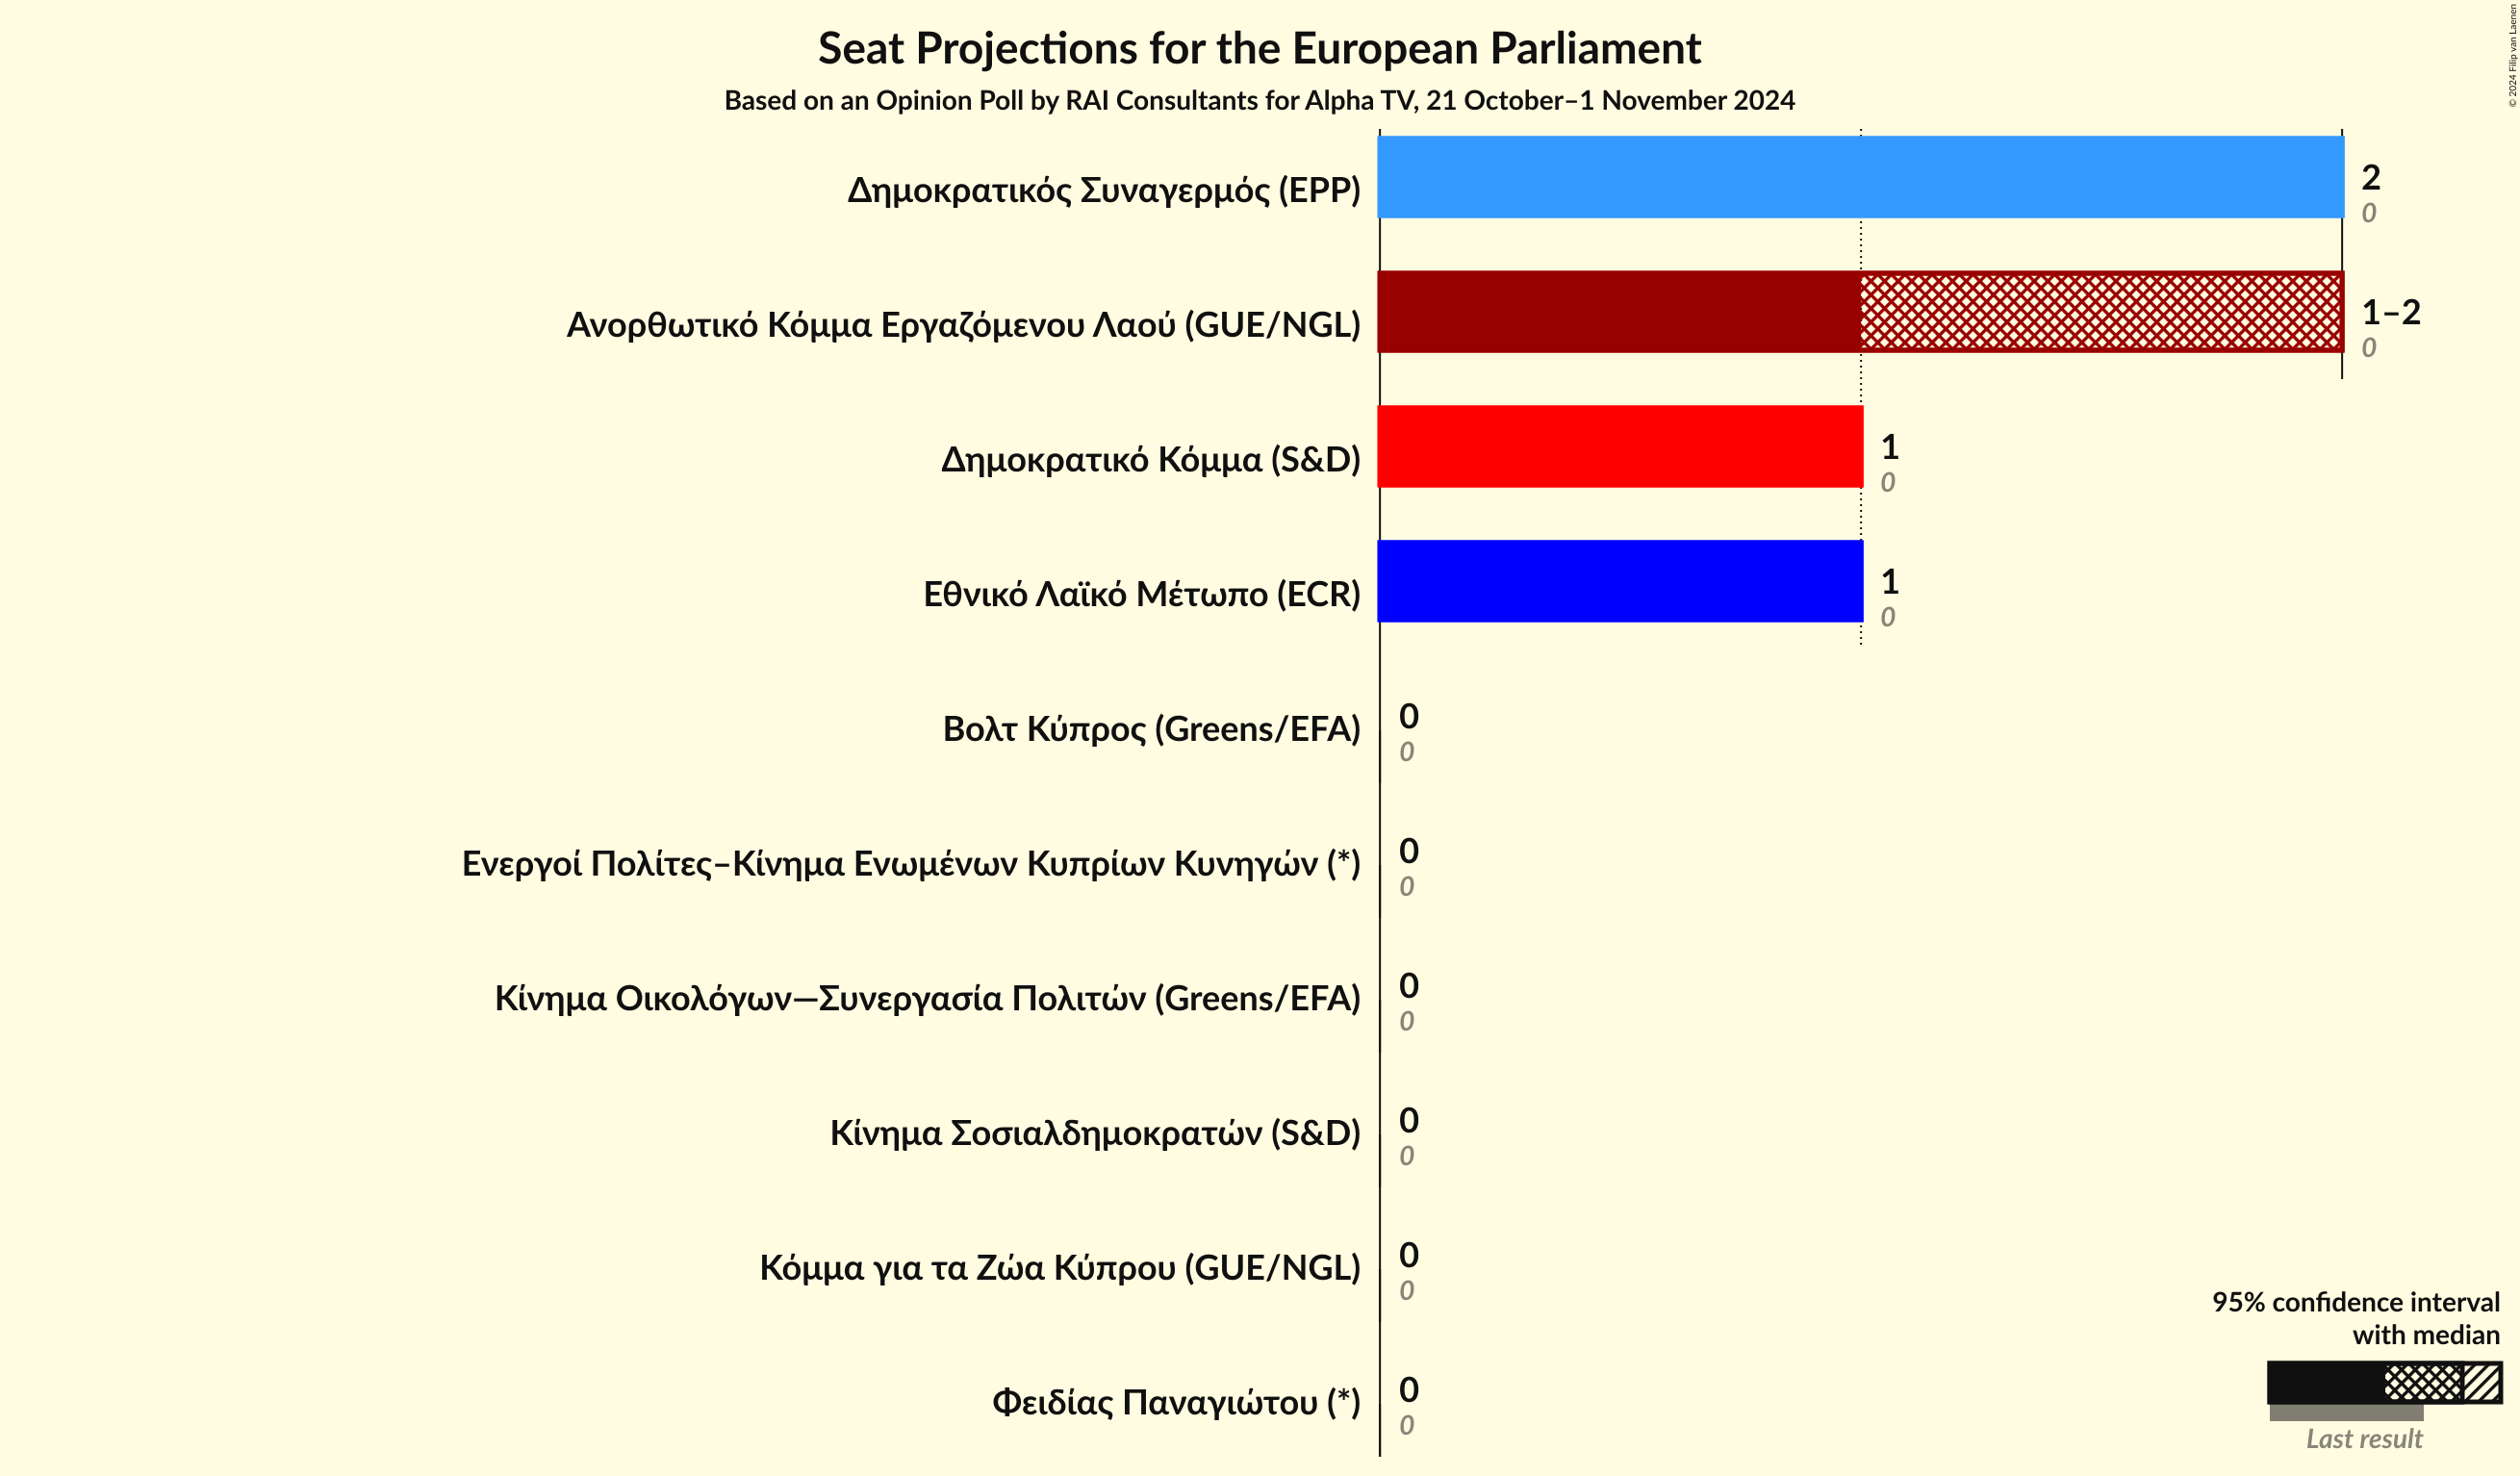 Seat Projections for the European Parliament
Based on an Opinion Poll by RAI Consultants for Alpha TV, 21 October–1 November 2024
© 2024 Filip van Laenen
Δημοκρατικός Συναγερμός (EPP)
2
0
Ανορθωτικό Κόμμα Εργαζόμενου Λαού (GUE/NGL)
1–2
0
Δημοκρατικό Κόμμα (S&D)
1
0
Εθνικό Λαϊκό Μέτωπο (ECR)
1
0
Βολτ Κύπρος (Greens/EFA)
0
0
Ενεργοί Πολίτες–Κίνημα Ενωμένων Κυπρίων Κυνηγών (*)
0
0
Κίνημα Οικολόγων—Συνεργασία Πολιτών (Greens/EFA)
0
0
Κίνημα Σοσιαλδημοκρατών (S&D)
0
0
Κόμμα για τα Ζώα Κύπρου (GUE/NGL)
0
0
Φειδίας Παναγιώτου (*)
0
0
95% confidence interval
with median
Last result